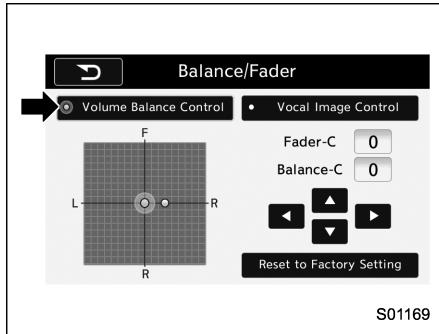 Balance/Fader
Volume Balance Control
Vocal Image Control
F
L
R
R
Fader-C 0
Balance-C 0
Reset to Factory Setting
S01169